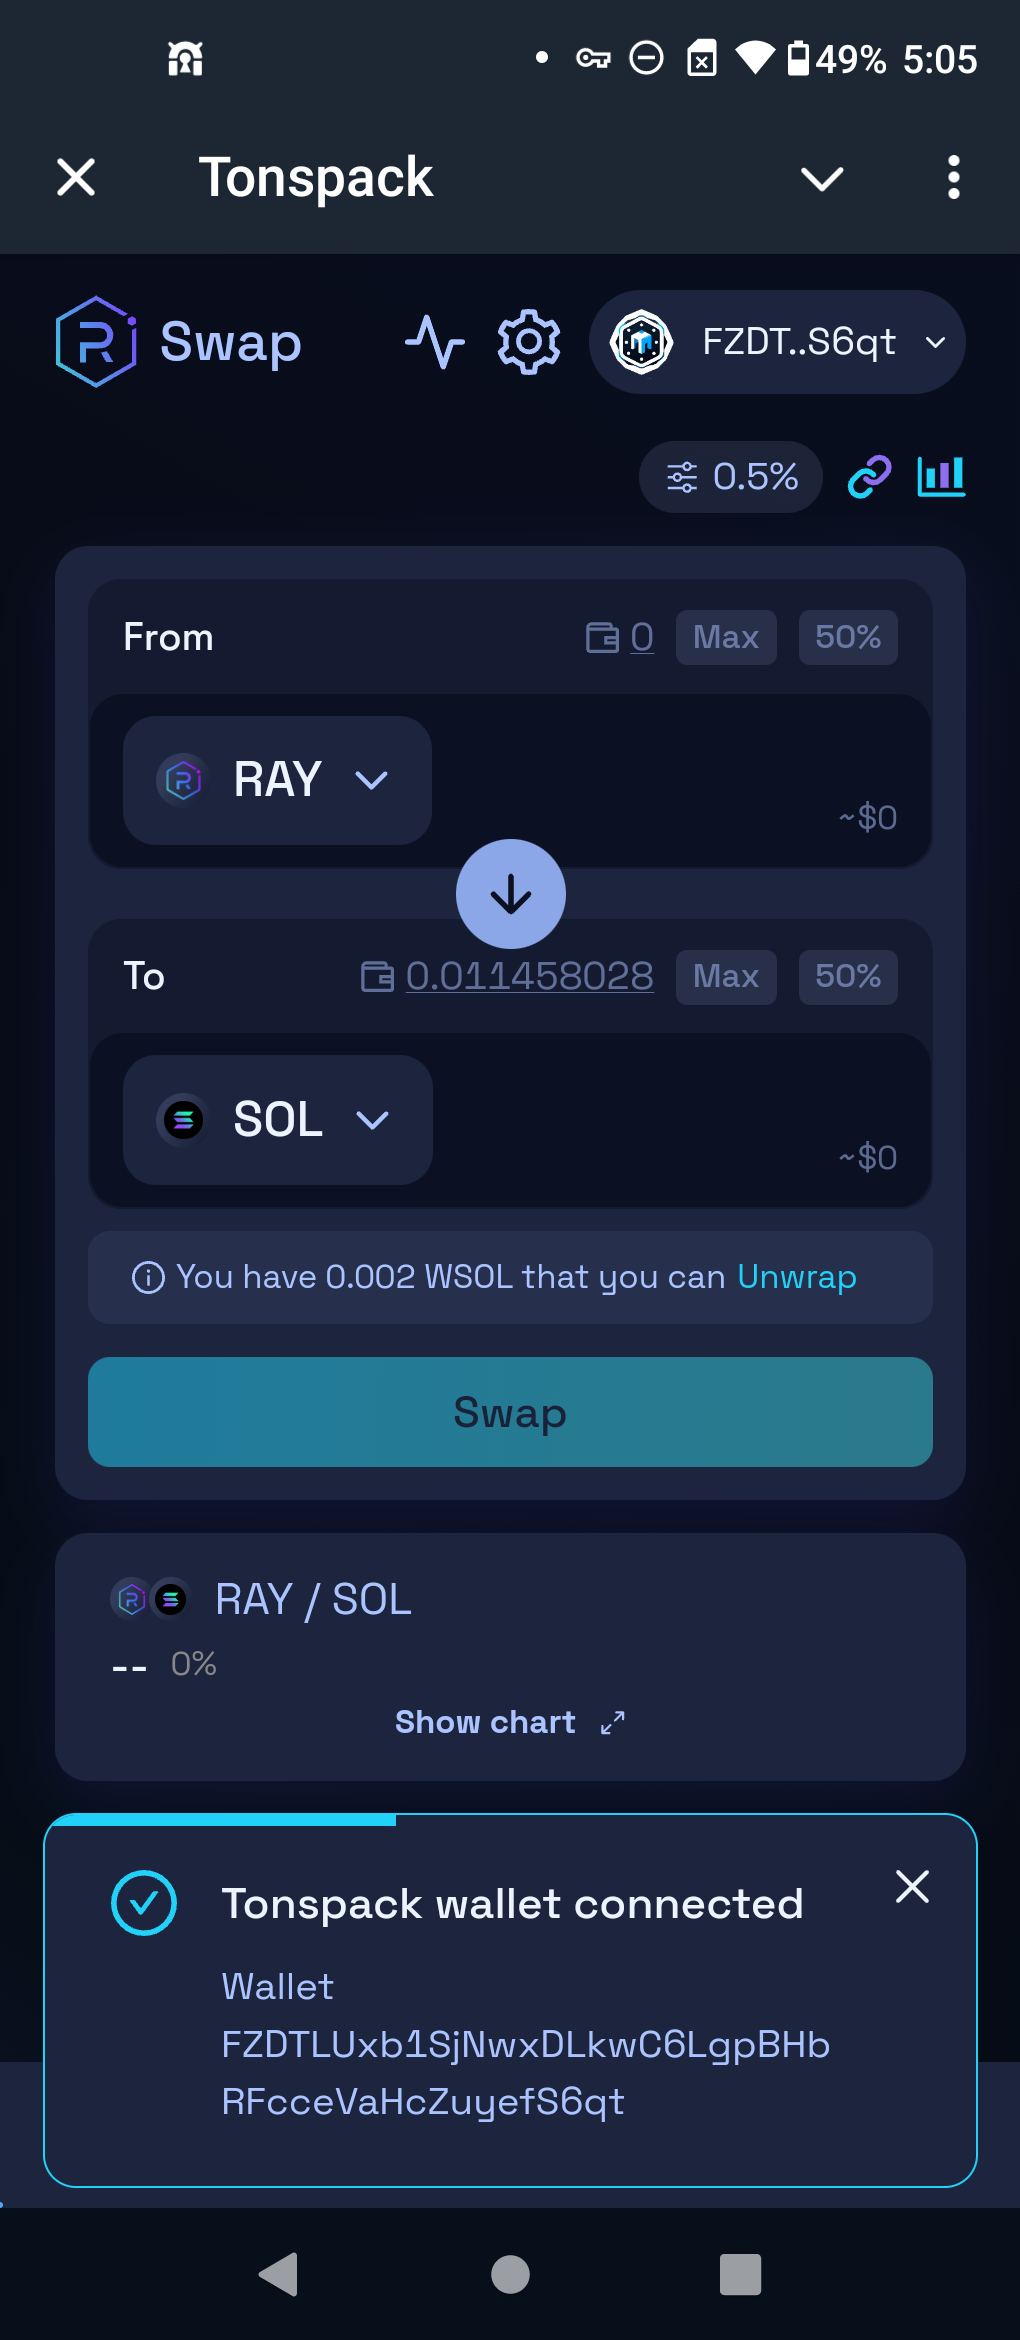 49% 5:05
Tonspack
Swap
FZDT..S6qt
0.5%
From
0
Max
50%
RAY
~$0
To
0.011458028
Max
50%
SOL
~$0
You have 0.002 WSOL that you can Unwrap
Swap
RAY / SOL
-- 0%
Show chart
Tonspack wallet connected
Wallet
FZDTLUxb1SjNwxDLkwC6LgpBHb
RFcceVaHcZuyefS6qt